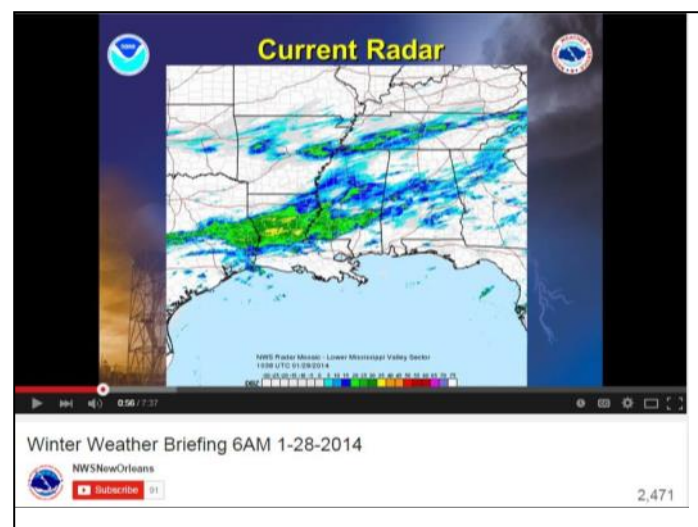 Current Radar
NWS Radar Mosaic - Lower Mississippi Valley Sector
UTC 01/28/2014
0:56 / 7:37
Winter Weather Briefing 6AM 1-28-2014
NWSNewOrleans
Subscribe 91
2,471